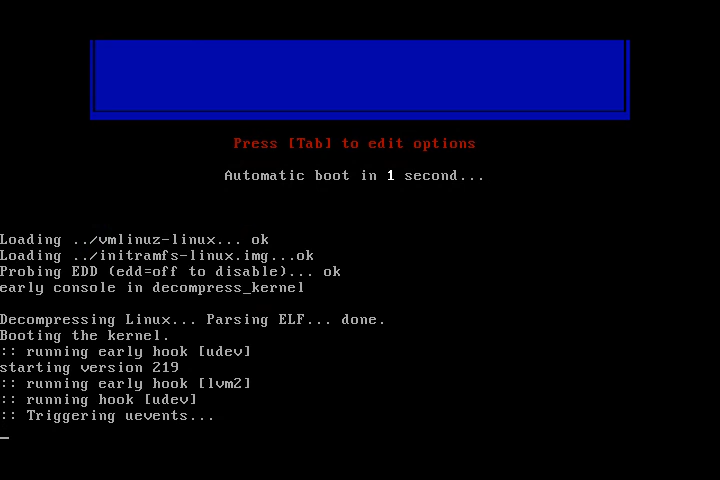 Press [Tab] to edit options
Automatic boot in 1 second...
Loading ../vmlinuz-linux... ok
Loading ../initramfs-linux.img...ok
Probing EDD (edd=off to disable)... ok
early console in decompress_kernel
Decompressing Linux... Parsing ELF... done.
Booting the kernel.
:: running early hook [udev]
starting version 219
:: running early hook [lvm2]
:: running hook [udev]
:: Triggering uevents...